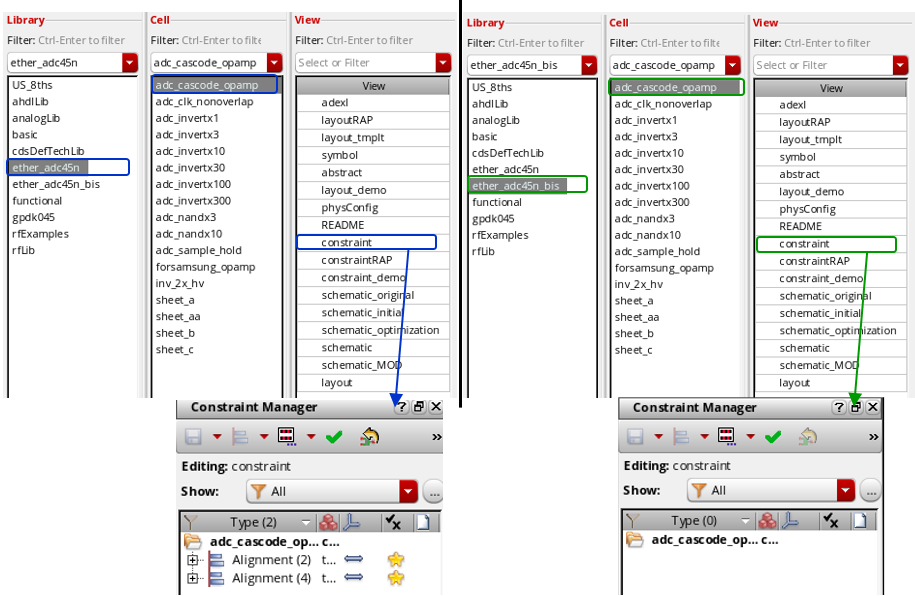 Library
Filter: Ctrl-Enter to filter
ether_adc45n
US_8ths
ahdlLib
analogLib
basic
cdsDefTechLib
ether_adc45n
ether_adc45n_bis
functional
gpdk045
rfExamples
rfLib
Cell
Filter: Ctrl-Enter to filte
adc_cascode_opamp
adc_cascode_opamp
adc_clk_nonoverlap
adc_invertx1
adc_invertx3
adc_invertx10
adc_invertx30
adc_invertx100
adc_invertx300
adc_nandx3
adc_nandx10
adc_sample_hold
forsamsung_opamp
inv_2x_hv
sheet_a
sheet_aa
sheet_b
sheet_c
View
Filter: Ctrl-Enter to filter
Select or Filter
View
adexl
layoutRAP
layout_tmplt
symbol
abstract
layout_demo
physConfig
README
constraint
constraintRAP
constraint_demo
schematic_original
schematic_initial
schematic_optimization
schematic
schematic_MOD
layout
Constraint Manager
Editing: constraint
Show: All
...
Type (2)
adc_cascode_op... c...
Alignment (2) t...
Alignment (4) t...
Library
Filter: Ctrl-Enter to filter
ether_adc45n_bis
US_8ths
ahdlLib
analogLib
basic
cdsDefTechLib
ether_adc45n
ether_adc45n_bis
functional
gpdk045
rfExamples
rfLib
Cell
Filter: Ctrl-Enter to filte
adc_cascode_opamp
adc_cascode_opamp
adc_clk_nonoverlap
adc_invertx1
adc_invertx3
adc_invertx10
adc_invertx30
adc_invertx100
adc_invertx300
adc_nandx3
adc_nandx10
adc_sample_hold
forsamsung_opamp
inv_2x_hv
sheet_a
sheet_aa
sheet_b
sheet_c
View
Filter: Ctrl-Enter to filter
Select or Filter
View
adexl
layoutRAP
layout_tmplt
symbol
abstract
layout_demo
physConfig
README
constraint
constraintRAP
constraint_demo
schematic_original
schematic_initial
schematic_optimization
schematic
schematic_MOD
layout
Constraint Manager
Editing: constraint
Show: All
...
Type (0)
adc_cascode_op... c...